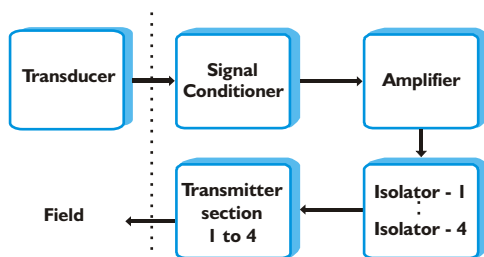 Transducer
Signal
Conditioner
Amplifier
Field
Transmitter
section
1 to 4
Isolator - 1
:
Isolator - 4